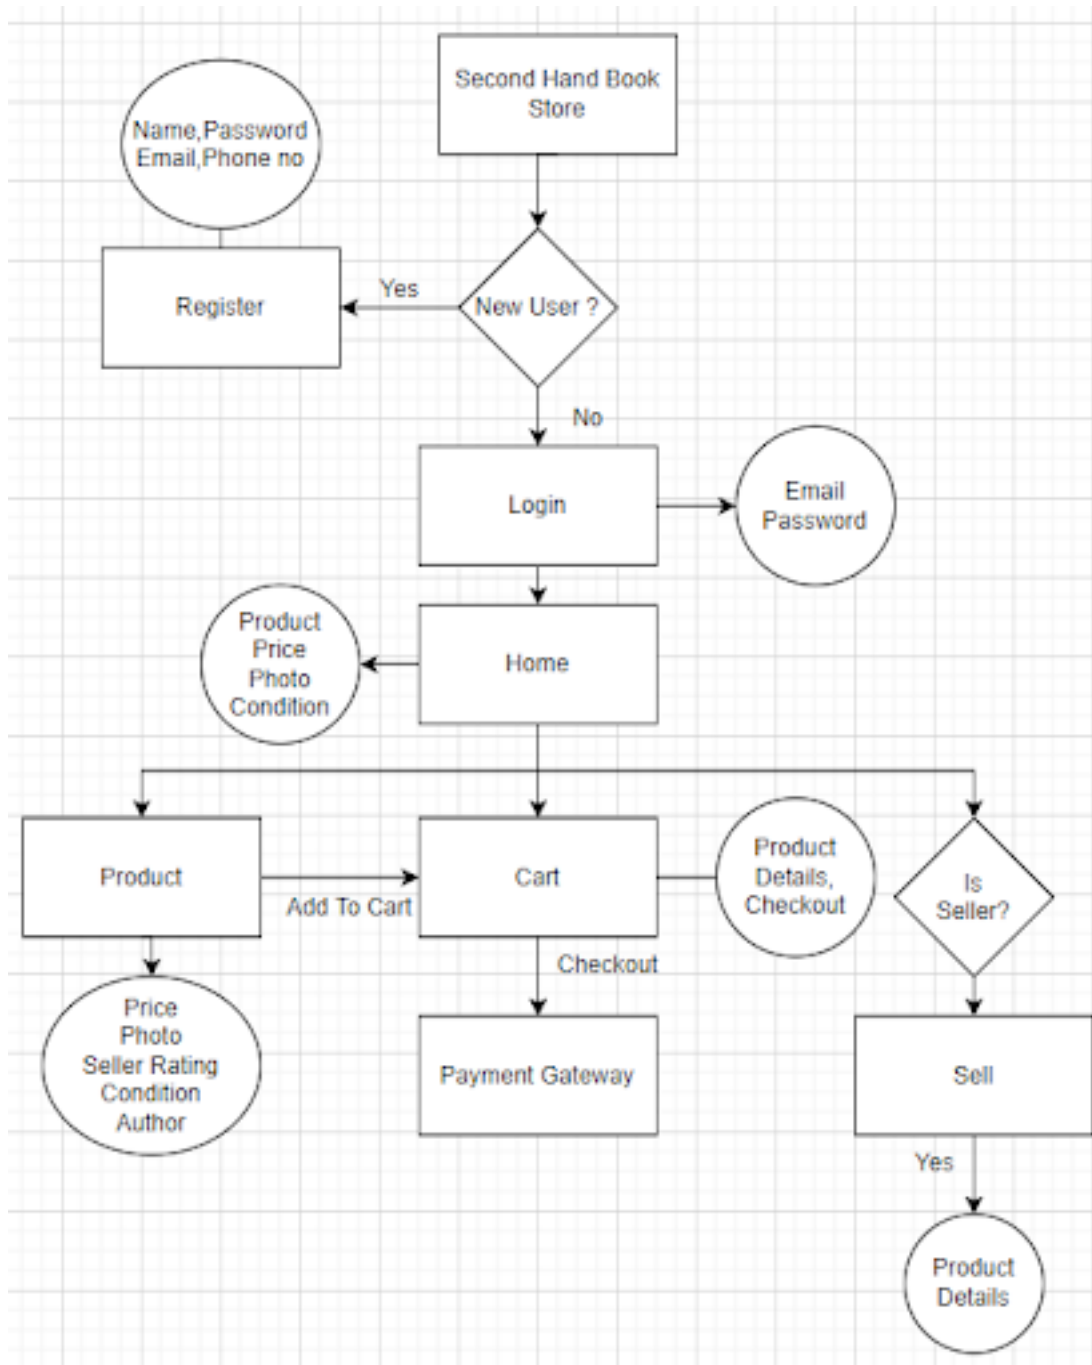 Second Hand Book
Store
Name,Password
Email,Phone no
Register
Yes
New User ?
No
Login
Email
Password
Product
Price
Photo
Condition
Home
Product
Add To Cart
Cart
Product
Details,
Checkout
Is
Seller?
Checkout
Price
Photo
Seller Rating
Condition
Author
Payment Gateway
Sell
Yes
Product
Details